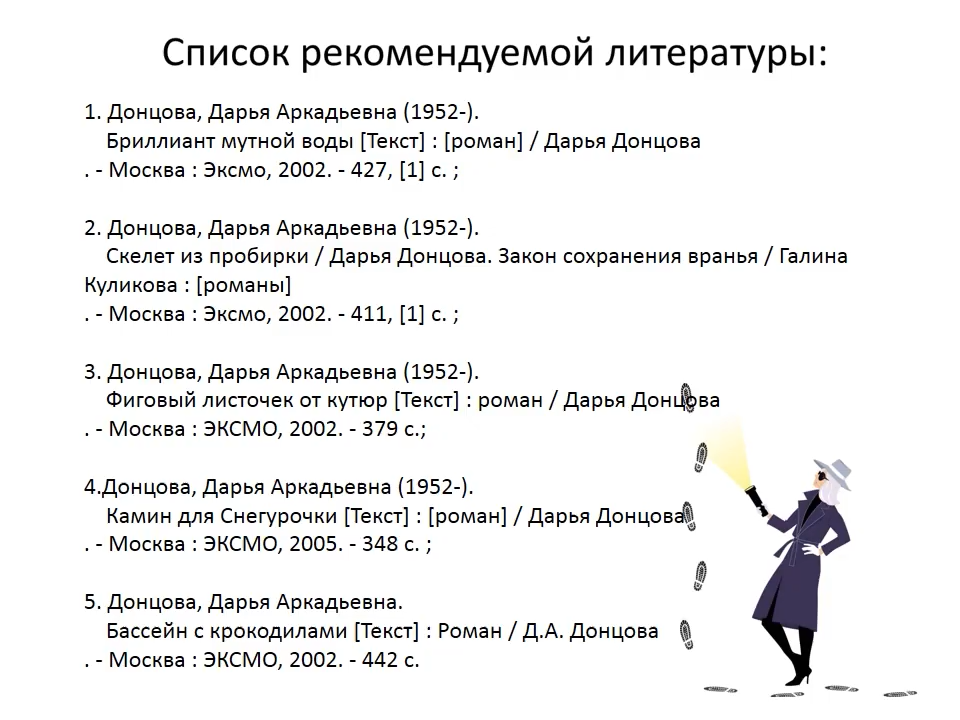 Список рекомендуемой литературы:
1. Донцова, Дарья Аркадьевна (1952-).
Бриллиант мутной воды [Текст] : [роман] / Дарья Донцова
. - Москва : Эксмо, 2002. - 427, [1] с. ;
2. Донцова, Дарья Аркадьевна (1952-).
Скелет из пробирки / Дарья Донцова. Закон сохранения вранья / Галина
Куликова : [романы]
. - Москва : Эксмо, 2002. - 411, [1] с. ;
3. Донцова, Дарья Аркадьевна (1952-).
Фиговый листочек от кутюр [Текст] : роман / Дарья Донцова
. - Москва : ЭКСМО, 2002. - 379 с.;
4.Донцова, Дарья Аркадьевна (1952-).
Камин для Снегурочки [Текст] : [роман] / Дарья Донцова
. - Москва : ЭКСМО, 2005. - 348 с. ;
5. Донцова, Дарья Аркадьевна.
Бассейн с крокодилами [Текст] : Роман / Д.А. Донцова
. - Москва : ЭКСМО, 2002. - 442 с.